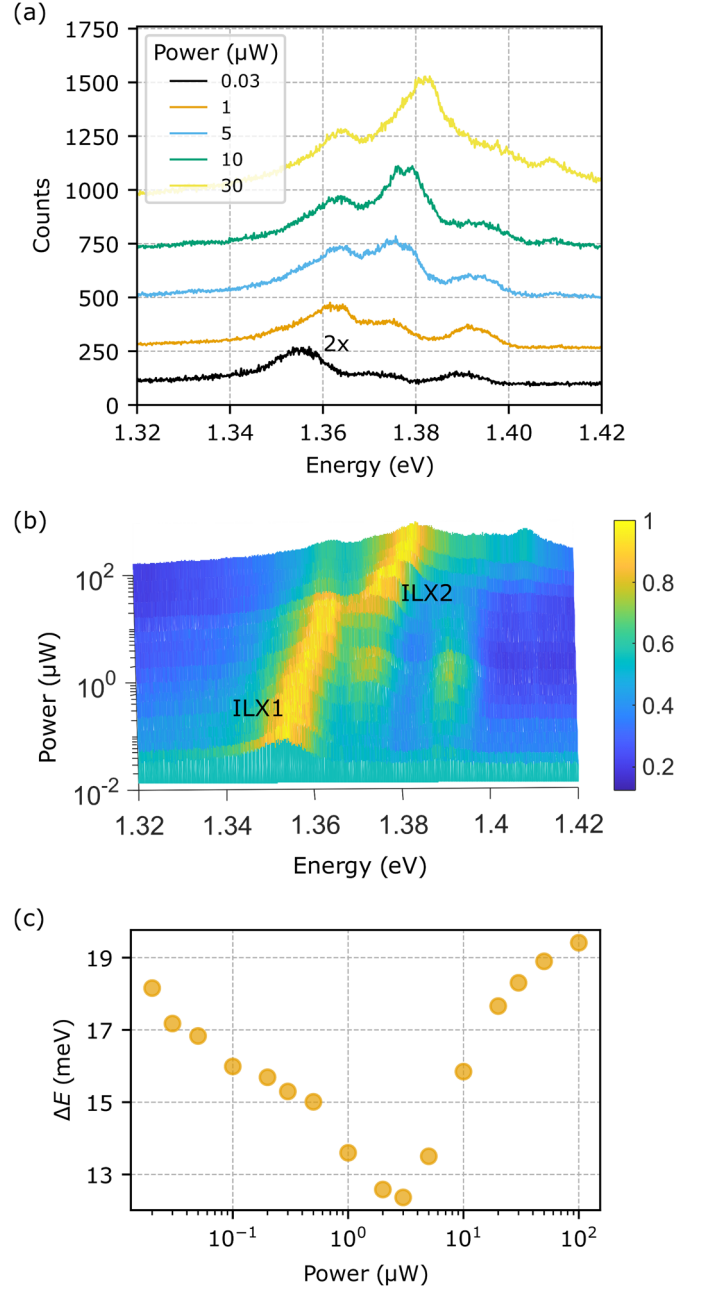 (a)
1750
1500
1250
1000
750
500
250
0
Counts
Power (μW)
0.03
1
5
10
30
2x
1.32 1.34 1.36 1.38 1.40 1.42
Energy (eV)
(b)
10²
10⁰
10⁻²
Power (μW)
ILX2
ILX1
1.32 1.34 1.36 1.38 1.4 1.42
Energy (eV)
1
0.8
0.6
0.4
0.2
(c)
19
17
15
13
ΔE (meV)
10⁻¹ 10⁰ 10¹ 10²
Power (μW)